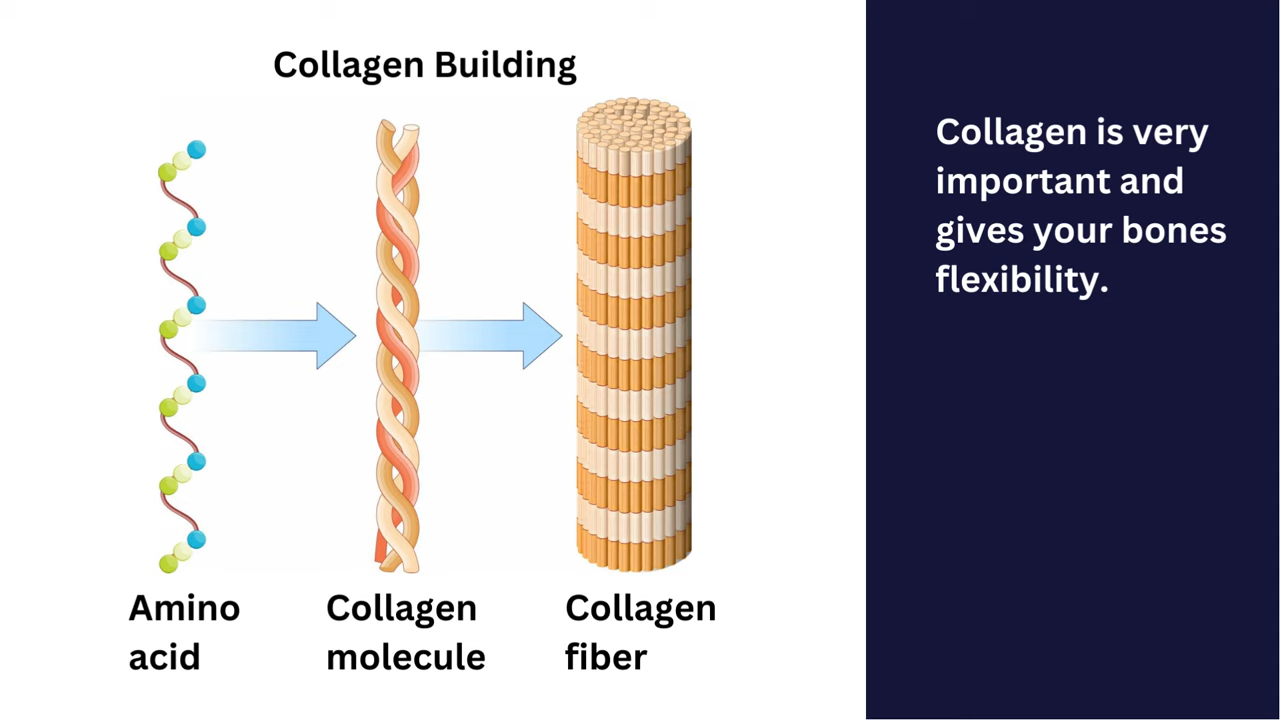 Collagen Building
Amino
acid
Collagen
molecule
Collagen
fiber
Collagen is very
important and
gives your bones
flexibility.